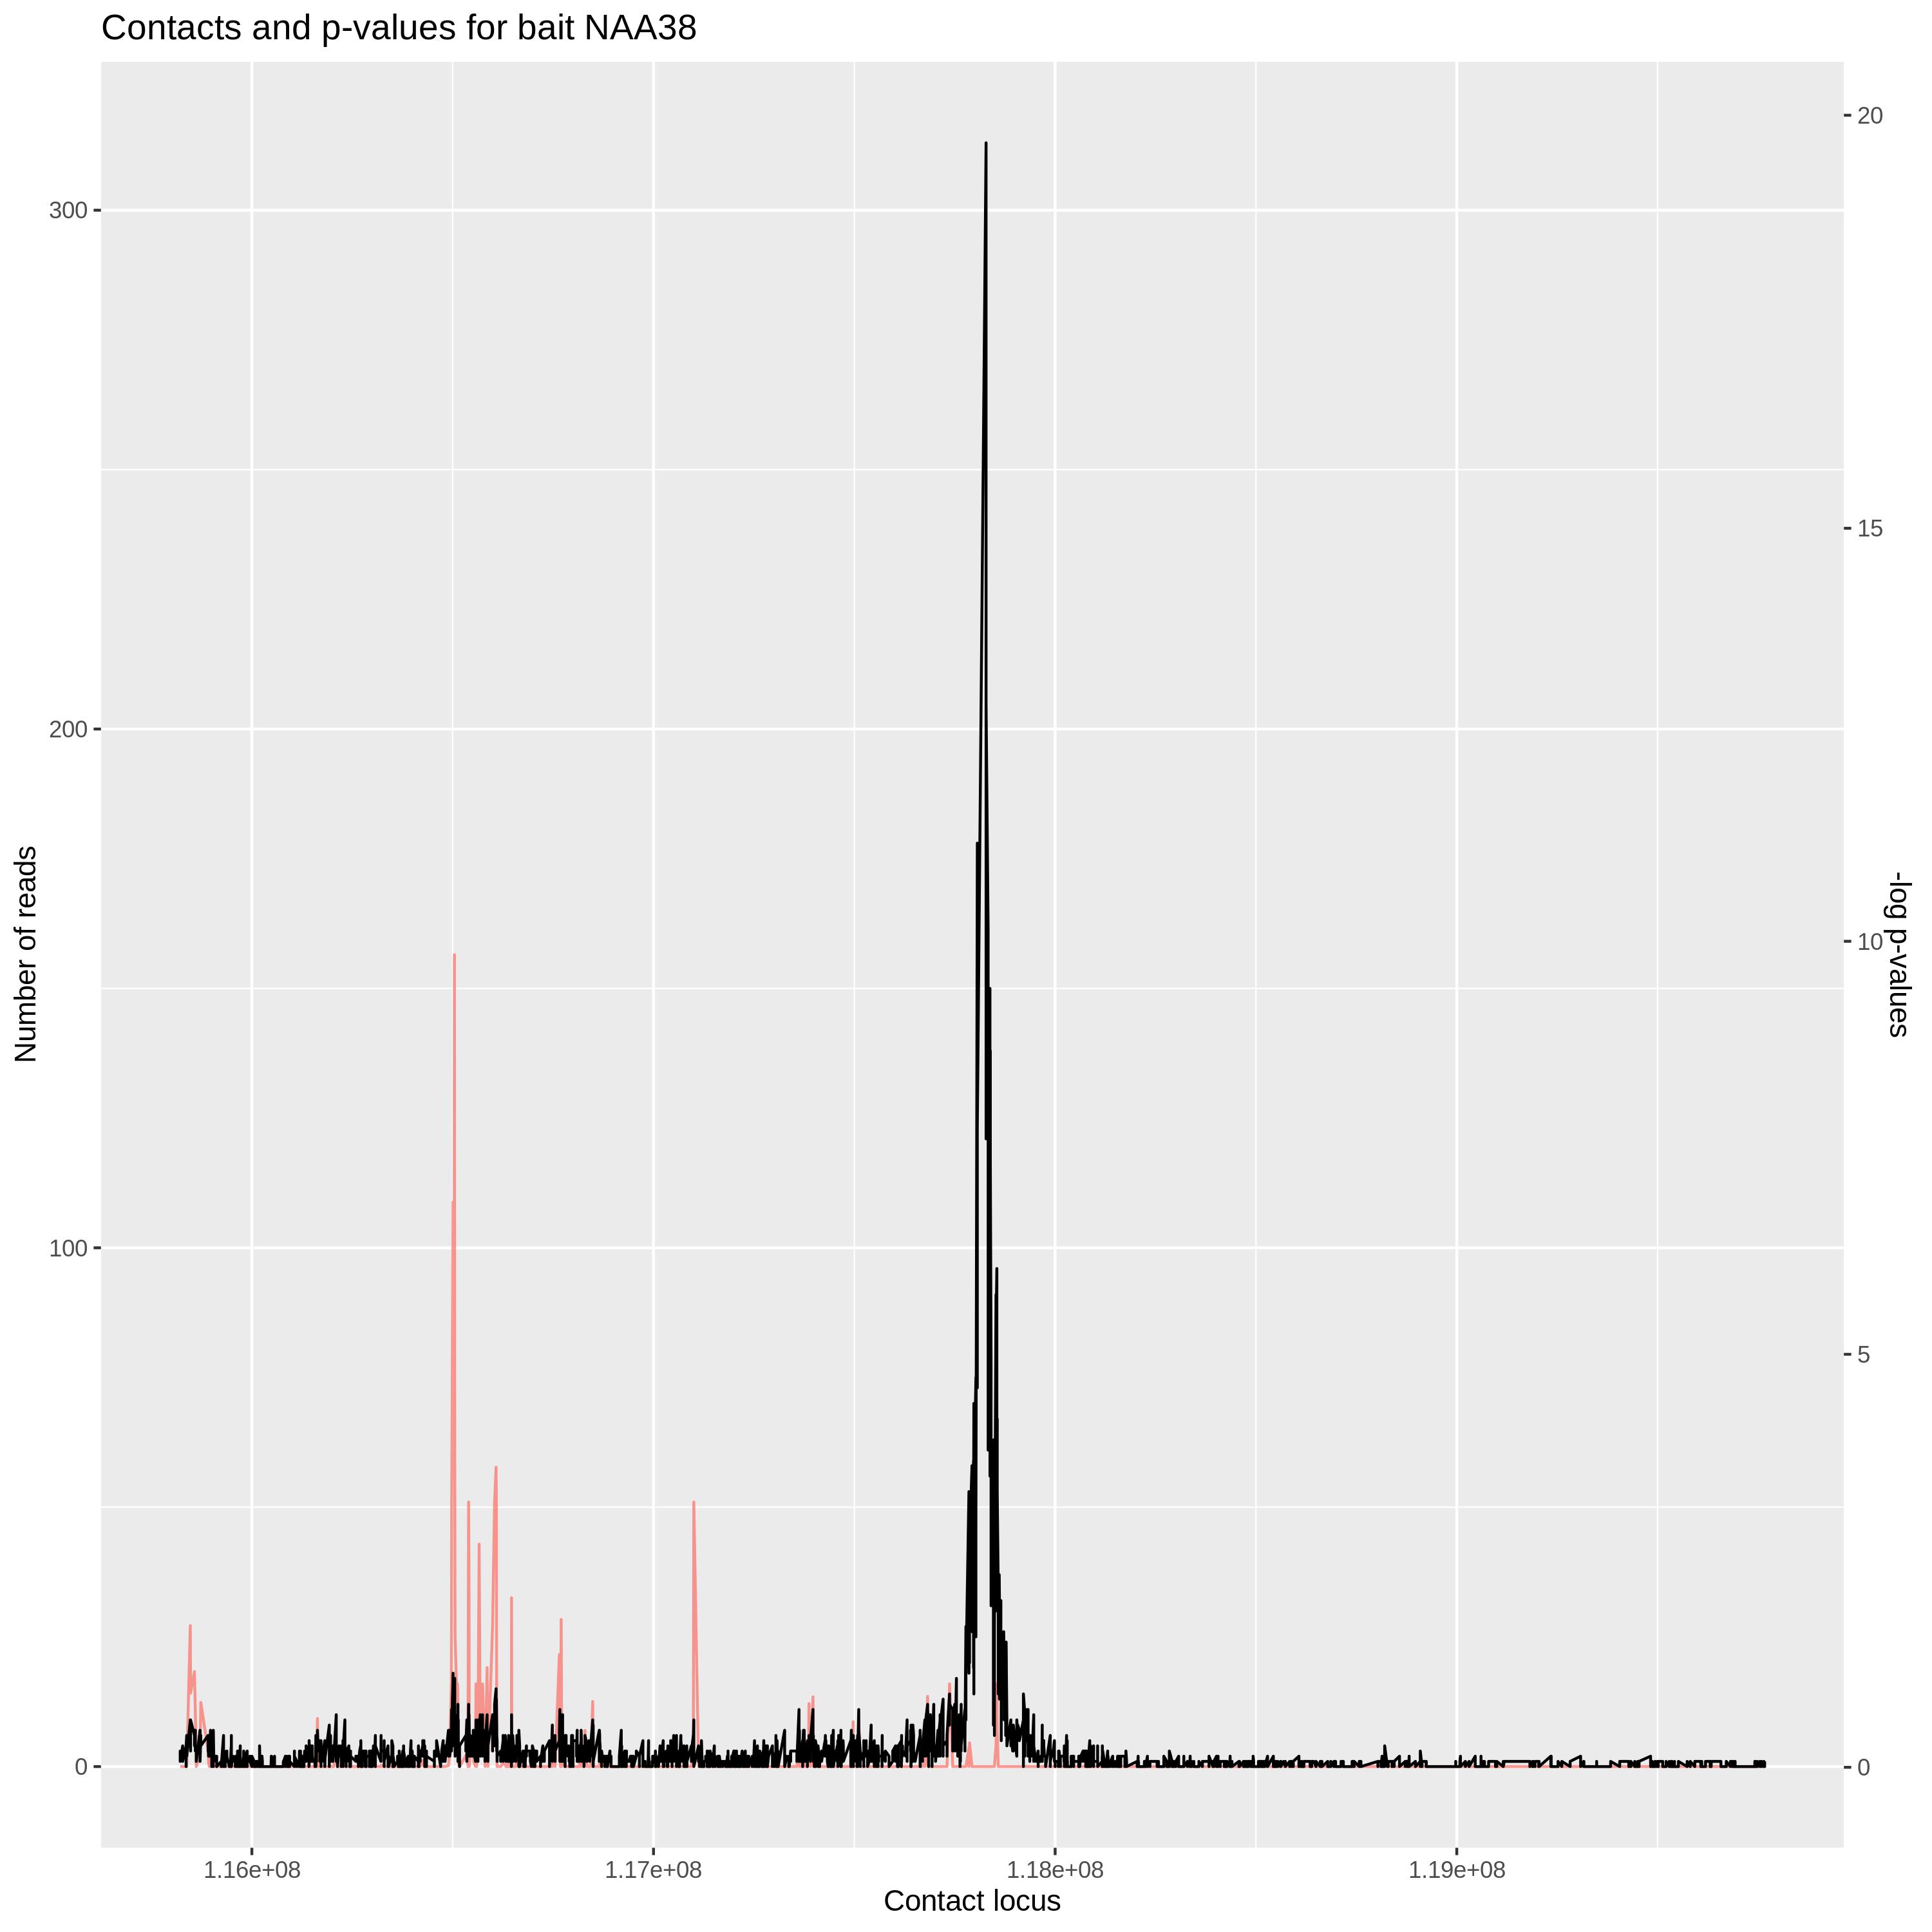 Contacts and p-values for bait NAA38
Number of reads
300
200
100
0
20
15
10
5
0
-log p-values
1.16e+08
1.17e+08
1.18e+08
1.19e+08
Contact locus